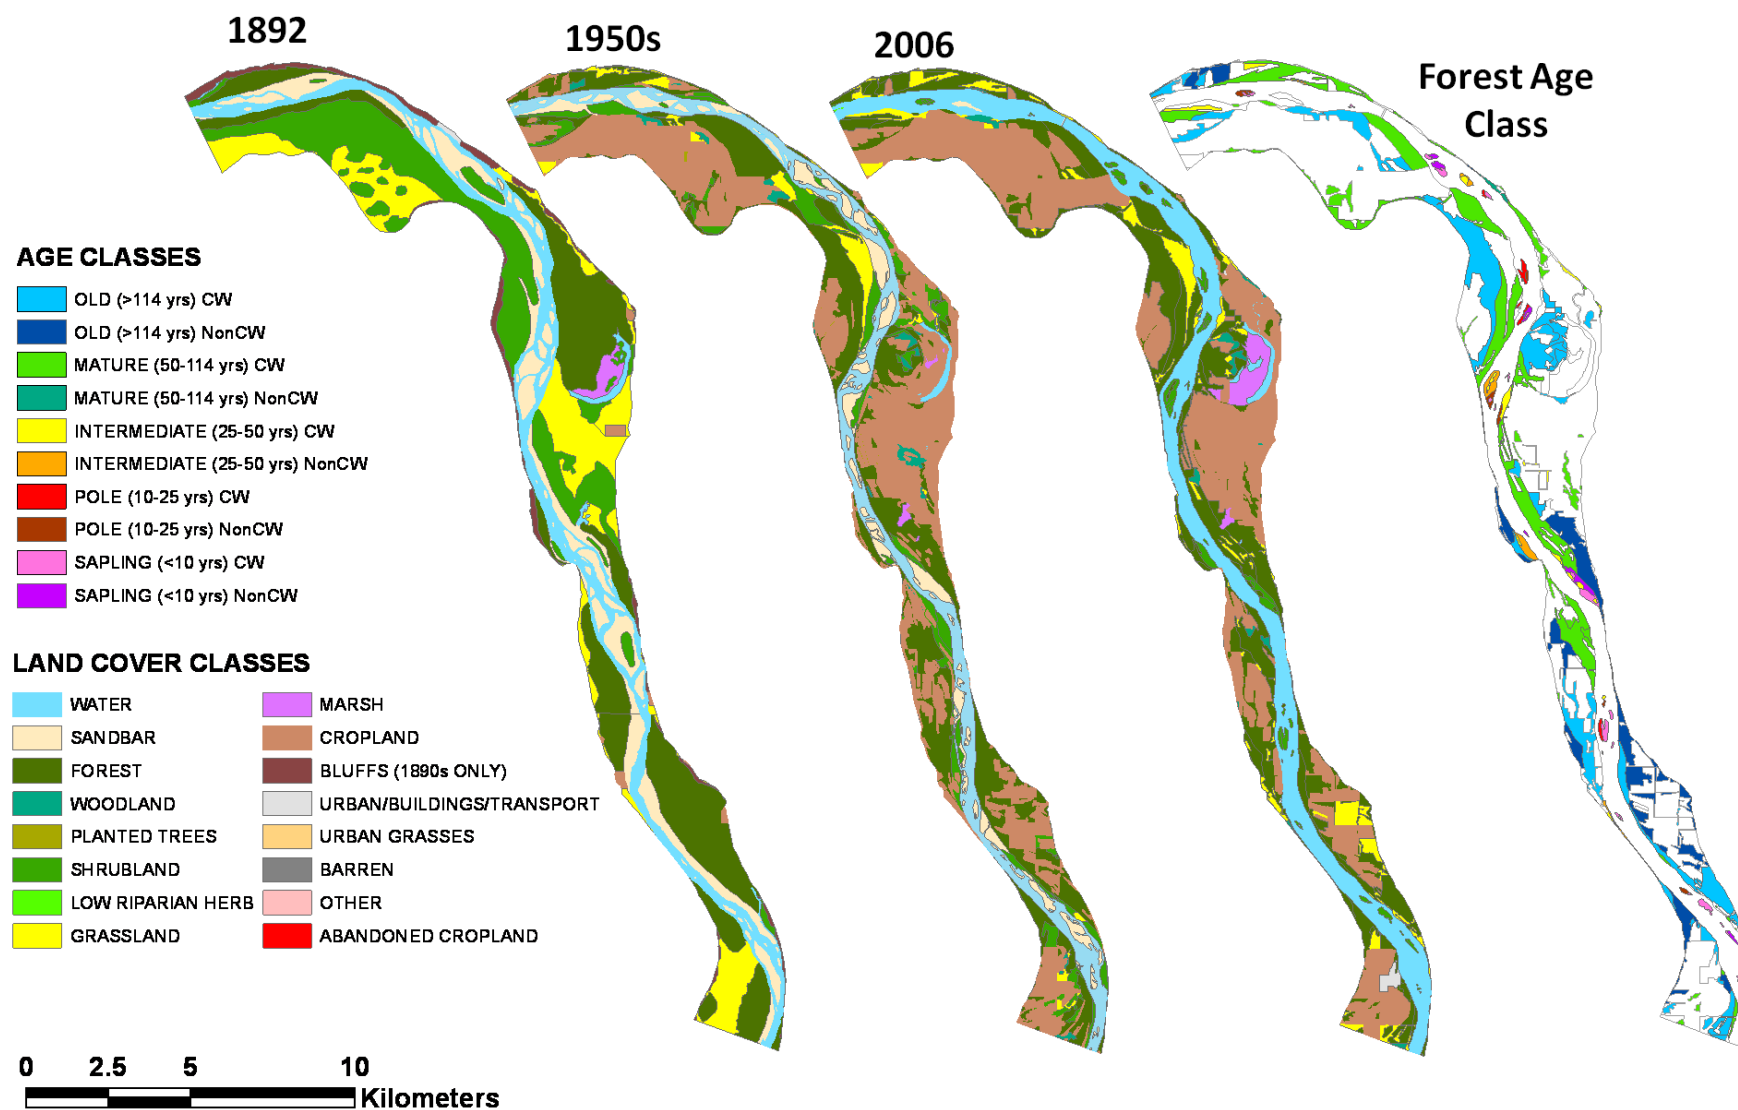 1892
1950s
2006
Forest Age
Class
AGE CLASSES
OLD (>114 yrs) CW
OLD (>114 yrs) NonCW
MATURE (50-114 yrs) CW
MATURE (50-114 yrs) NonCW
INTERMEDIATE (25-50 yrs) CW
INTERMEDIATE (25-50 yrs) NonCW
POLE (10-25 yrs) CW
POLE (10-25 yrs) NonCW
SAPLING (<10 yrs) CW
SAPLING (<10 yrs) NonCW
LAND COVER CLASSES
WATER
SANDBAR
FOREST
WOODLAND
PLANTED TREES
SHRUBLAND
LOW RIPARIAN HERB
GRASSLAND
MARSH
CROPLAND
BLUFFS (1890s ONLY)
URBAN/BUILDINGS/TRANSPORT
URBAN GRASSES
BARREN
OTHER
ABANDONED CROPLAND
0 2.5 5 10
Kilometers